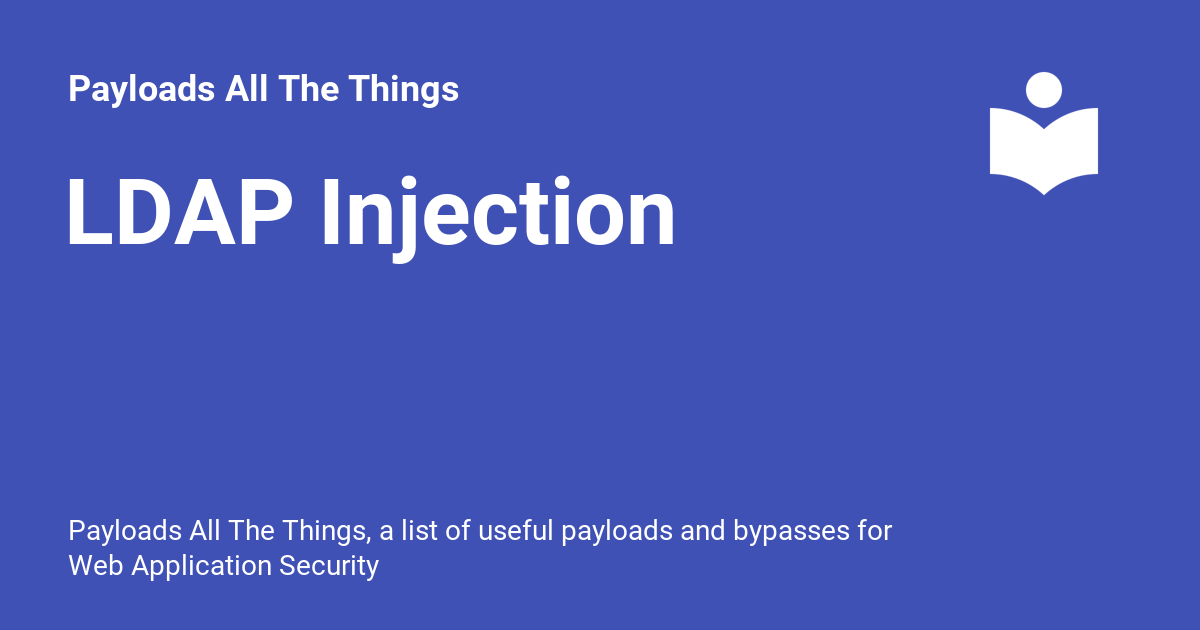 Payloads All The Things
LDAP Injection
Payloads All The Things, a list of useful payloads and bypasses for
Web Application Security